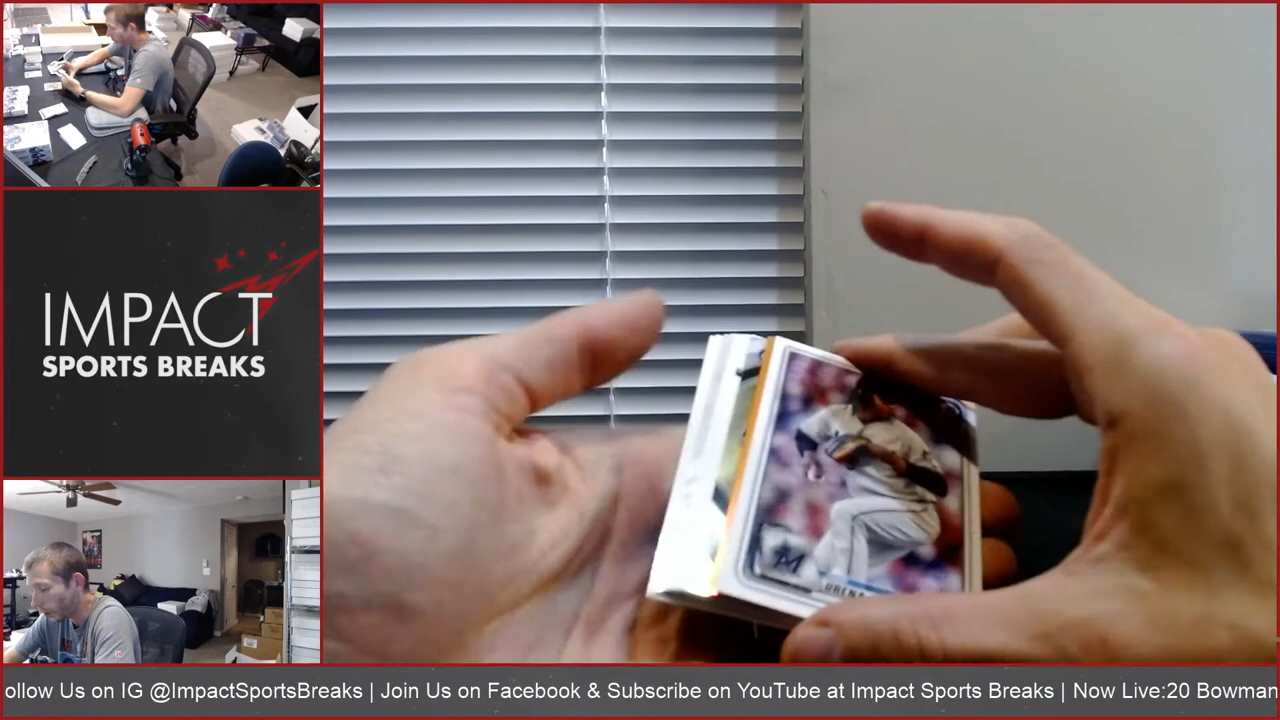 IMPACT
SPORTS BREAKS
ollow Us on IG @ImpactSportsBreaks | Join Us on Facebook & Subscribe on YouTube at Impact Sports Breaks | Now Live:20 Bowman